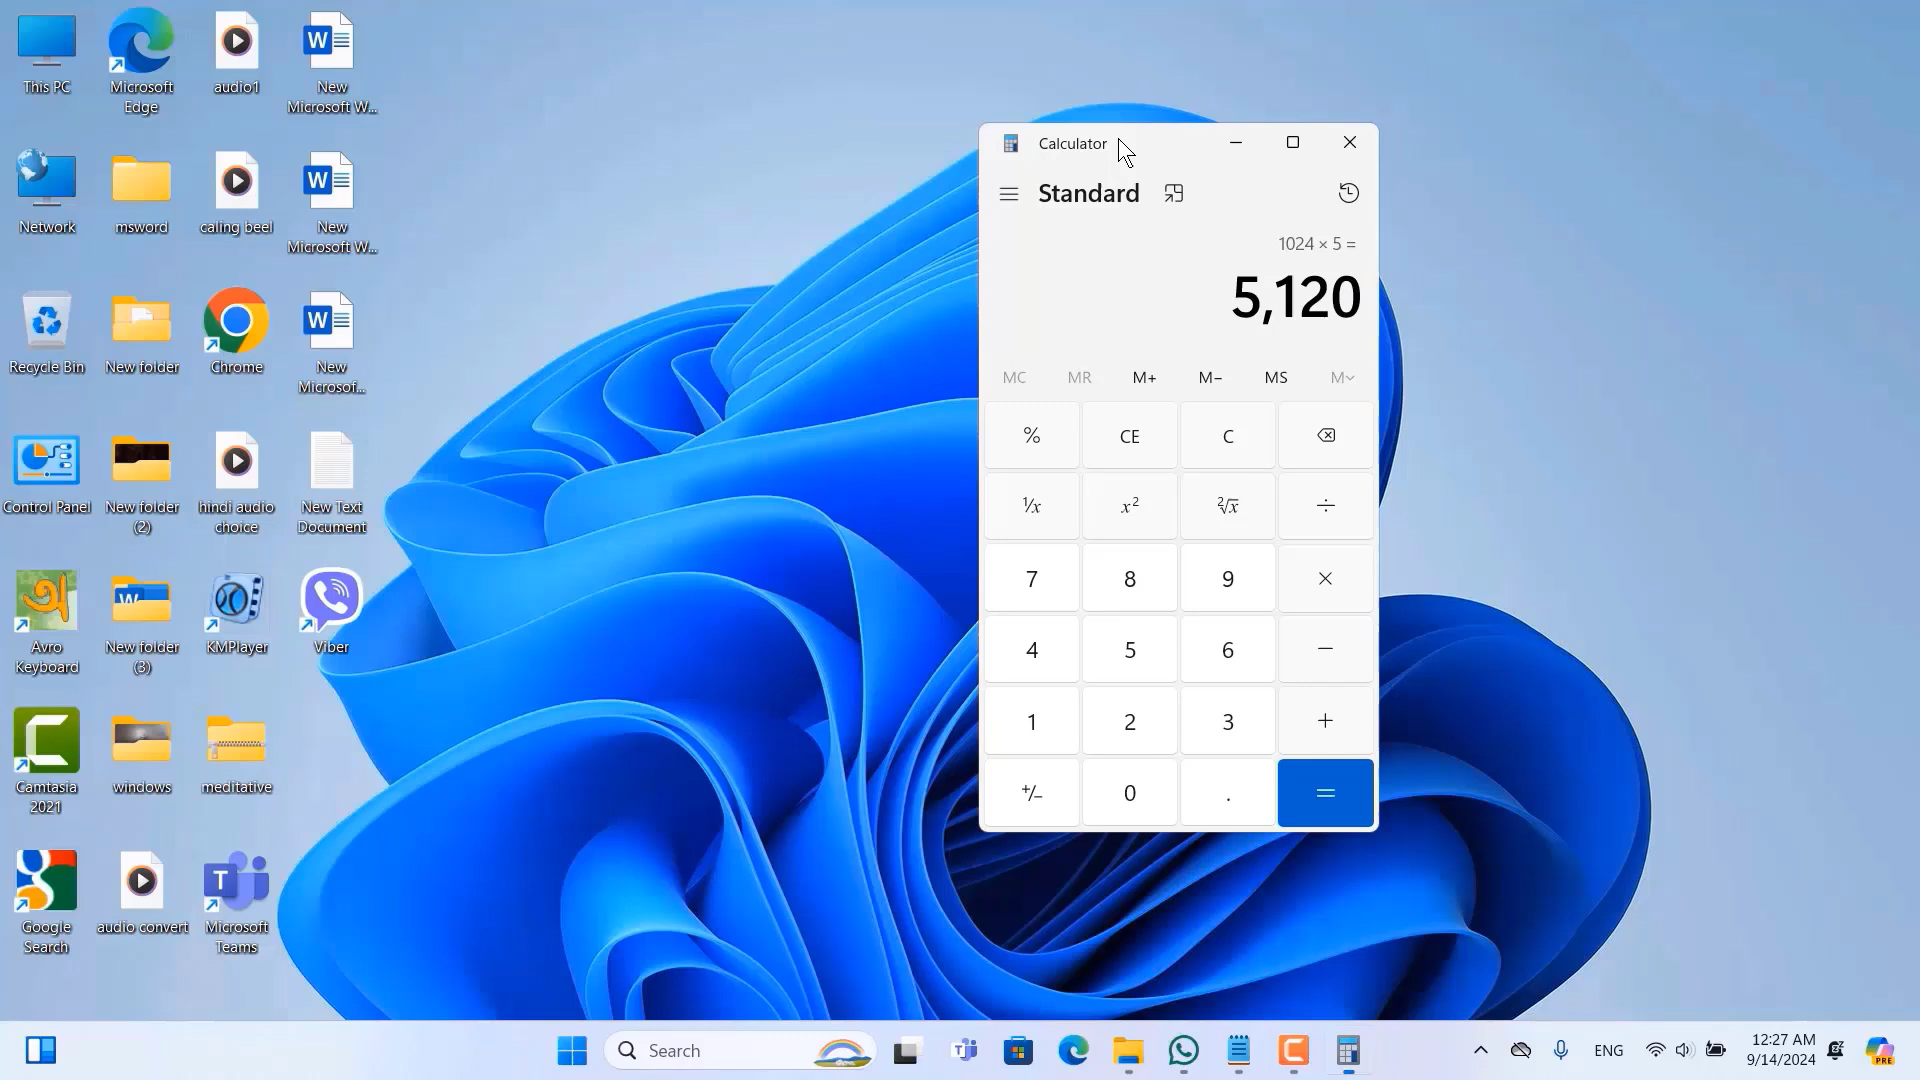 This PC
Microsoft
Edge
audio1
New
Microsoft W...
Network
msword
caling beel
New
Microsoft W...
Recycle Bin
New folder
Chrome
New
Microsof...
Control Panel
New folder
(2)
hindi audio
choice
New Text
Document
Avro
Keyboard
New folder
(3)
KMPlayer
Viber
Camtasia
2021
windows
meditative
Google
Search
audio convert
Microsoft
Teams
Calculator
Standard
1024 × 5 =
5,120
MC MR M+ M− MS M
% CE C
¹/x x² ²√x ÷
7 8 9 ×
4 5 6 −
1 2 3 +
+/− 0 . =
Search
ENG
12:27 AM
9/14/2024
PRE